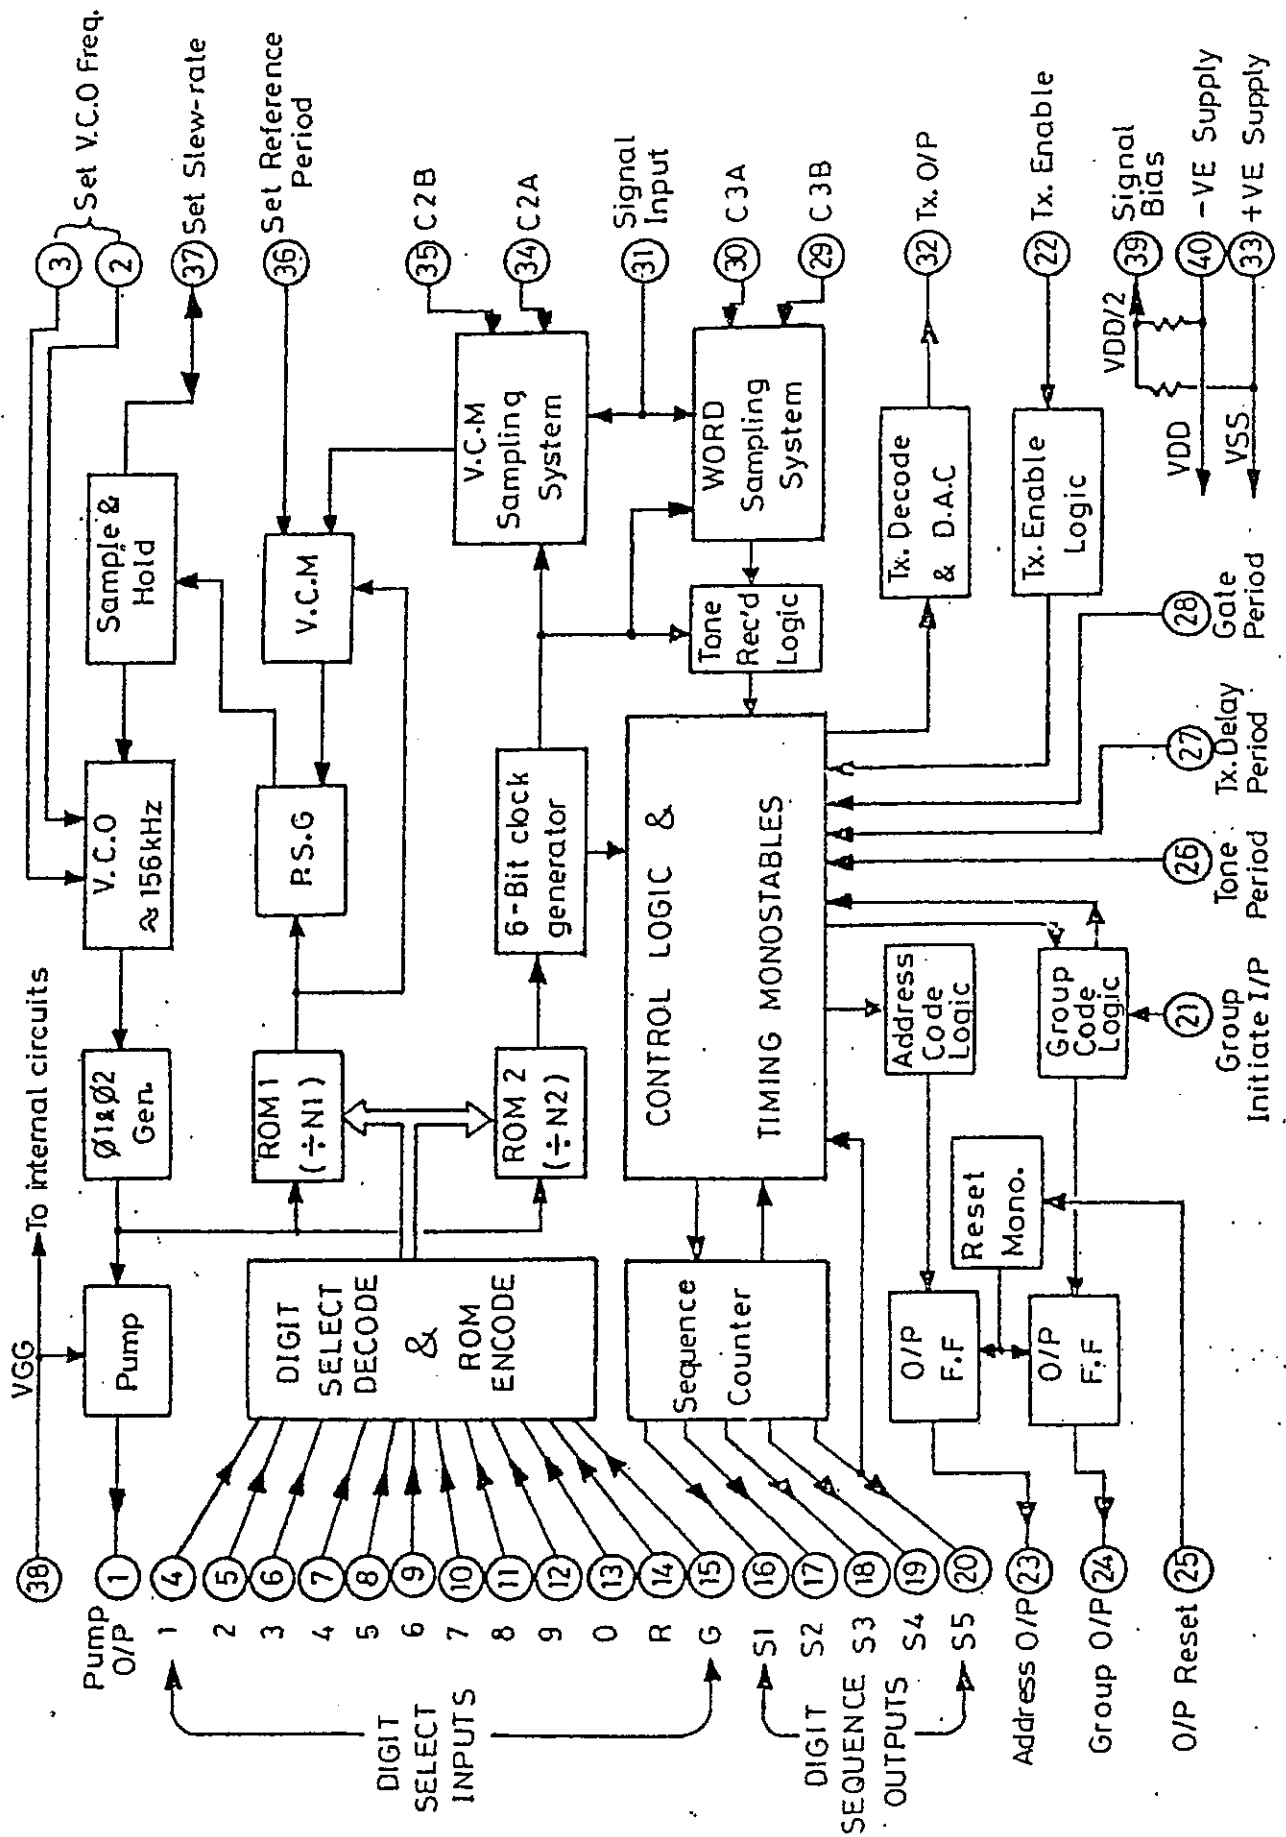 38
VGG
To internal circuits
3
2
Set V.C.O Freq.
Pump
O/P
1
Pump
Ø1&Ø2
Gen.
V.C.O
≈156kHz
Sample &
Hold
37
Set Slew-rate
DIGIT
SELECT
INPUTS
1
4
2
5
3
6
4
7
5
8
6
9
7
10
8
11
9
12
0
13
R
14
G
15
DIGIT
SELECT
DECODE
&
ROM
ENCODE
ROM1
(÷N1)
ROM 2
(÷N2)
P.S.G
V.C.M
36
Set Reference
Period
6-Bit clock
generator
V.C.M
Sampling
System
35
C2B
34
C2A
31
Signal
Input
WORD
Sampling
System
30
C3A
29
C3B
Tone
Rec'd
Logic
DIGIT
SEQUENCE
OUTPUTS
S1
16
S2
17
S3
18
S4
19
S5
20
Sequence
Counter
CONTROL LOGIC &
TIMING MONOSTABLES
Tx. Decode
& D.A.C
32
Tx. O/P
Tx. Enable
Logic
22
Tx. Enable
Address O/P
23
O/P
F.F
Address
Code
Logic
Reset
Mono.
Group O/P
24
O/P
F.F
Group
Code
Logic
O/P Reset
25
21
Group
Initiate I/P
26
Tone
Period
27
Tx. Delay
Period
28
Gate
Period
VDD/2
39
Signal
Bias
VDD
40
-VE Supply
VSS
33
+VE Supply